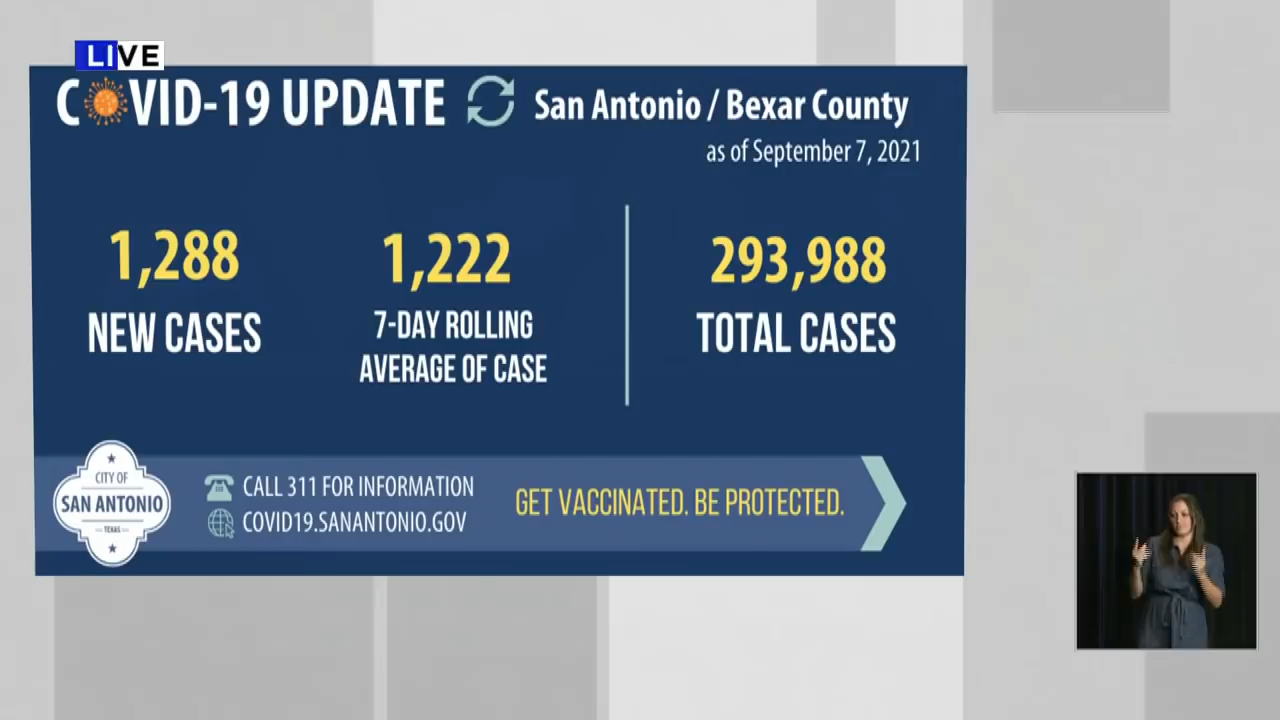 LIVE
COVID-19 UPDATE
San Antonio / Bexar County
as of September 7, 2021
1,288
NEW CASES
1,222
7-DAY ROLLING
AVERAGE OF CASE
293,988
TOTAL CASES
CITY OF
SAN ANTONIO
TEXAS
CALL 311 FOR INFORMATION
COVID19.SANANTONIO.GOV
GET VACCINATED. BE PROTECTED.